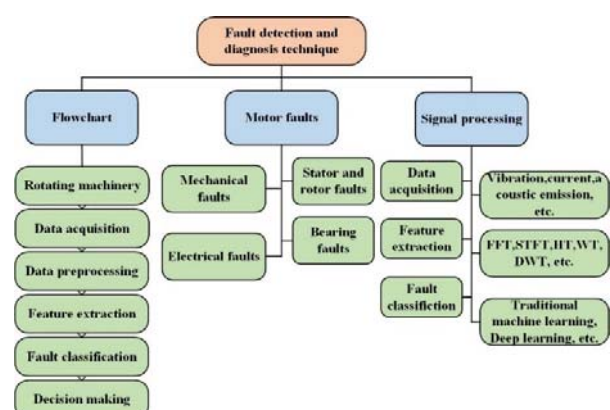 Fault detection and
diagnosis technique
Flowchart
Motor faults
Signal processing
Rotating machinery
Data acquisition
Data preprocessing
Feature extraction
Fault classification
Decision making
Mechanical
faults
Stator and
rotor faults
Electrical faults
Bearing
faults
Data
acquisition
Vibration,current,a
coustic emission,
etc.
Feature
extraction
FFT,STFT,HT,WT,
DWT, etc.
Fault
classifiction
Traditional
machine learning,
Deep learning, etc.